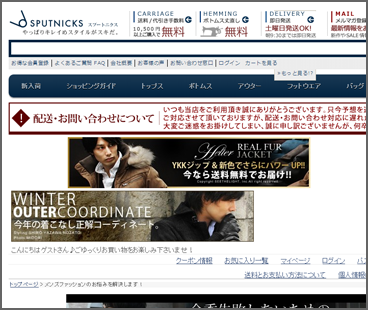 SPUTNICKS スプートニクス
やっぱりキレイめスタイルがスキだ。
CARRIAGE
送料/代引き手数料
10,500円以上ご購入で 無料
HEMMING
ボトムス丈直し
無料
DELIVERY
即日発送
土曜日発送OK!
MAIL
メルマガ登録
最新情報を
お得な会員登録 | よくあるご質問 FAQ | 会社概要 | お客様の声 | お問い合わせ窓口 | ログイン カートを見る
>もっと見る!?
新入荷 ショッピングガイド トップス ボトムス アウター フットウエア
配送・お問い合わせについて
いつも当店をご利用頂き誠にありがとうございます。只今予想を
ご対応させて頂いておりますが、配送・お問い合わせ対応に遅れ
大変ご迷惑をお掛けしてしまい、誠に申し訳ございませんが、何卒
REAL FUR
JACKET
YKKジップ & 新色でさらにパワーUP!!
今なら送料無料でお届け!!
WINTER
OUTERCOORDINATE
今年の着こなし正解コーディネート。
こんにちは ゲストさん♪ごゆっくりお買い物をお楽しみ下さいませ!
クーポン情報 お気に入り一覧 マイページ ログイン
送料とお支払い方法について 個人情報
トップページ > メンズファッションのお悩みを解決します!